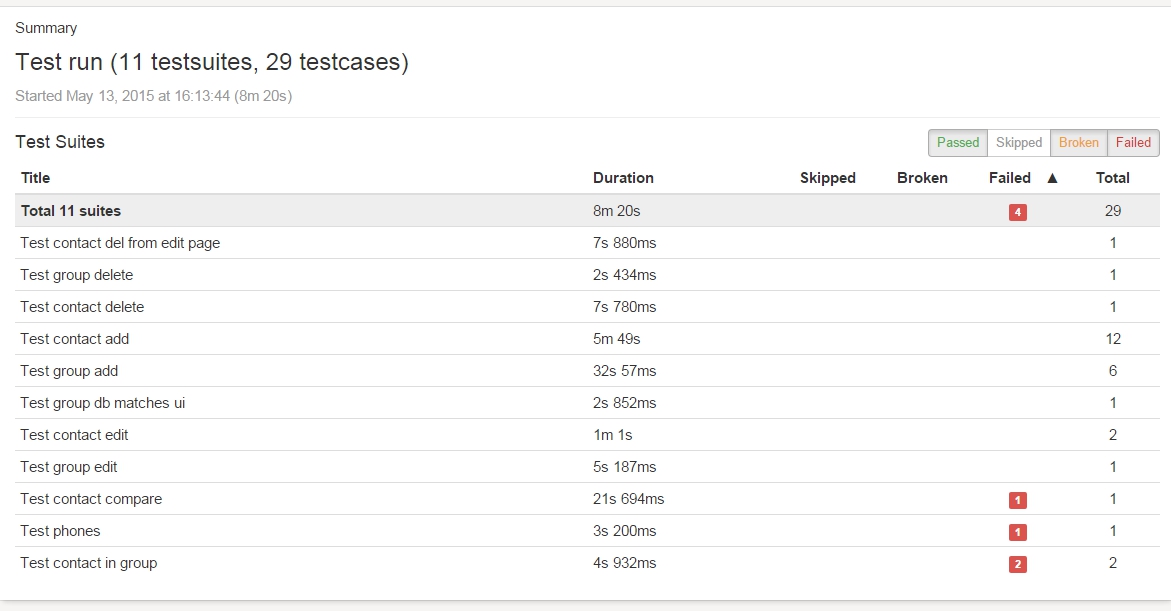 Summary
Test run (11 testsuites, 29 testcases)
Started May 13, 2015 at 16:13:44 (8m 20s)
Test Suites Passed Skipped Broken Failed
Title Duration Skipped Broken Failed ▲ Total
Total 11 suites 8m 20s 4 29
Test contact del from edit page 7s 880ms 1
Test group delete 2s 434ms 1
Test contact delete 7s 780ms 1
Test contact add 5m 49s 12
Test group add 32s 57ms 6
Test group db matches ui 2s 852ms 1
Test contact edit 1m 1s 2
Test group edit 5s 187ms 1
Test contact compare 21s 694ms 1 1
Test phones 3s 200ms 1 1
Test contact in group 4s 932ms 2 2